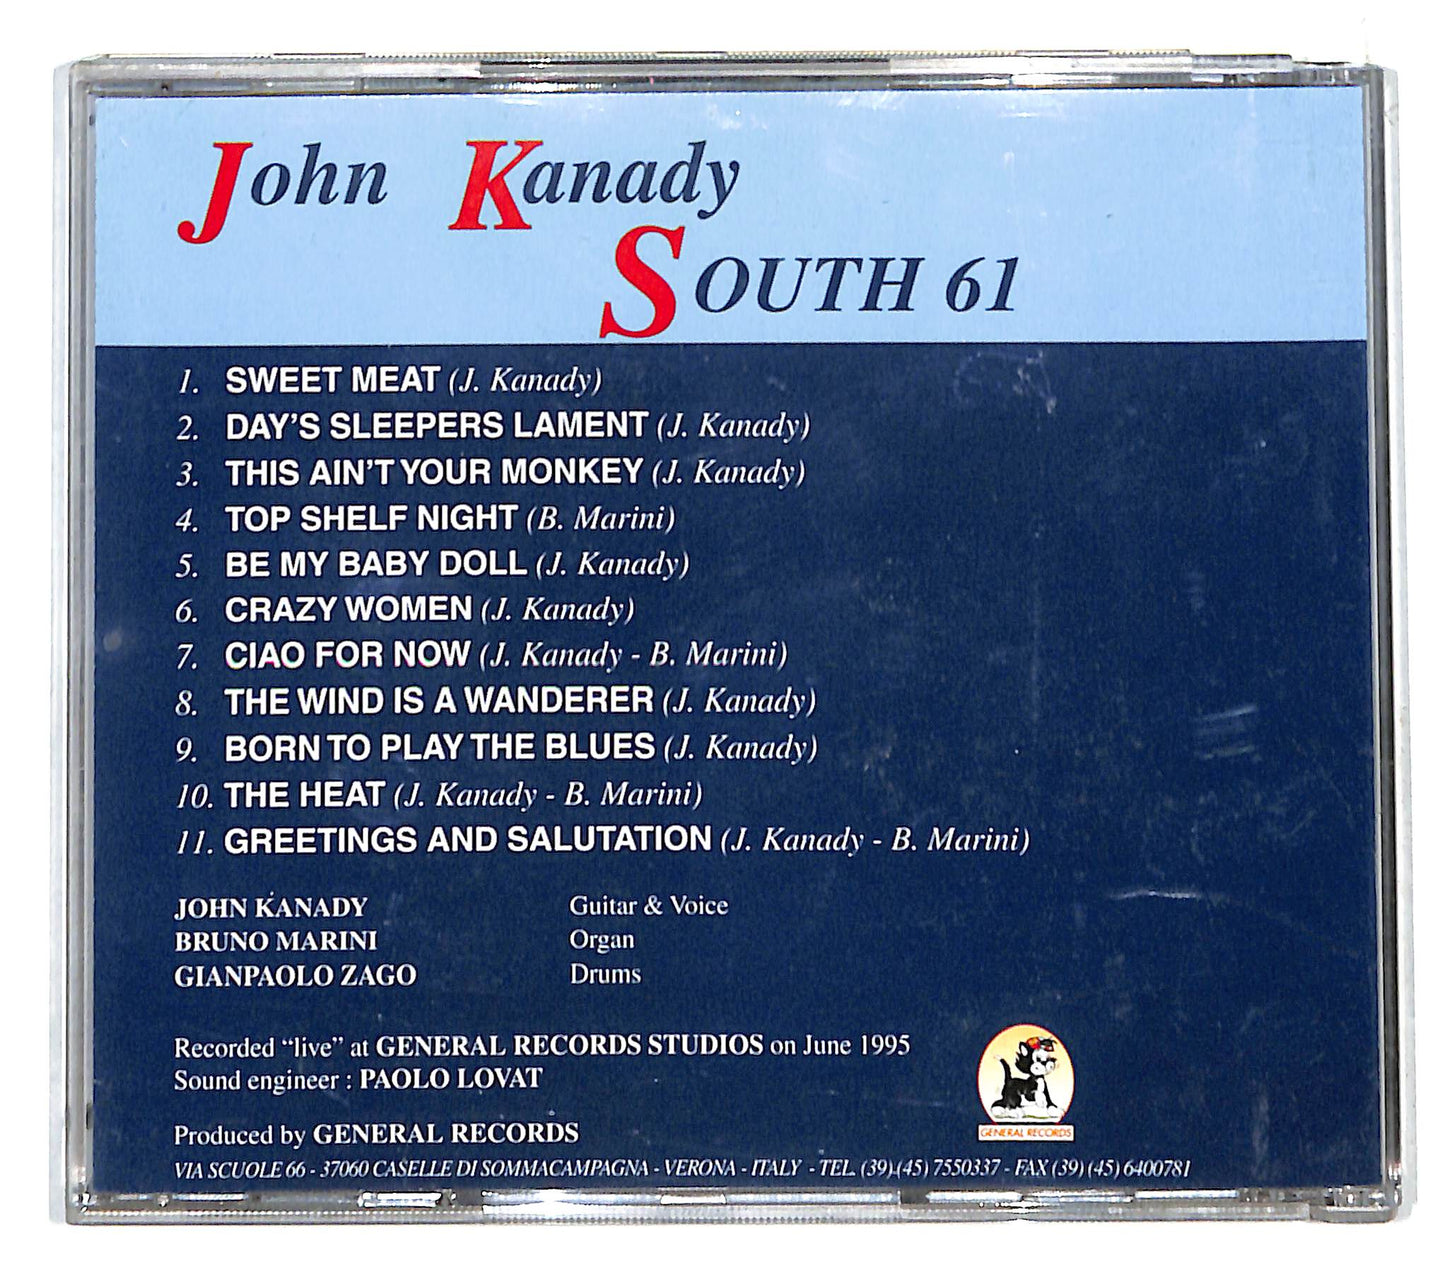 John Kanady
SOUTH 61
1. SWEET MEAT (J. Kanady)
2. DAY'S SLEEPERS LAMENT (J. Kanady)
3. THIS AIN'T YOUR MONKEY (J. Kanady)
4. TOP SHELF NIGHT (B. Marini)
5. BE MY BABY DOLL (J. Kanady)
6. CRAZY WOMEN (J. Kanady)
7. CIAO FOR NOW (J. Kanady - B. Marini)
8. THE WIND IS A WANDERER (J. Kanady)
9. BORN TO PLAY THE BLUES (J. Kanady)
10. THE HEAT (J. Kanady - B. Marini)
11. GREETINGS AND SALUTATION (J. Kanady - B. Marini)
JOHN KANADY Guitar & Voice
BRUNO MARINI Organ
GIANPAOLO ZAGO Drums
Recorded “live” at GENERAL RECORDS STUDIOS on June 1995
Sound engineer : PAOLO LOVAT
GENERAL RECORDS
Produced by GENERAL RECORDS
VIA SCUOLE 66 - 37060 CASELLE DI SOMMACAMPAGNA - VERONA - ITALY - TEL. (39) (45) 7550337 - FAX (39) (45) 6400781